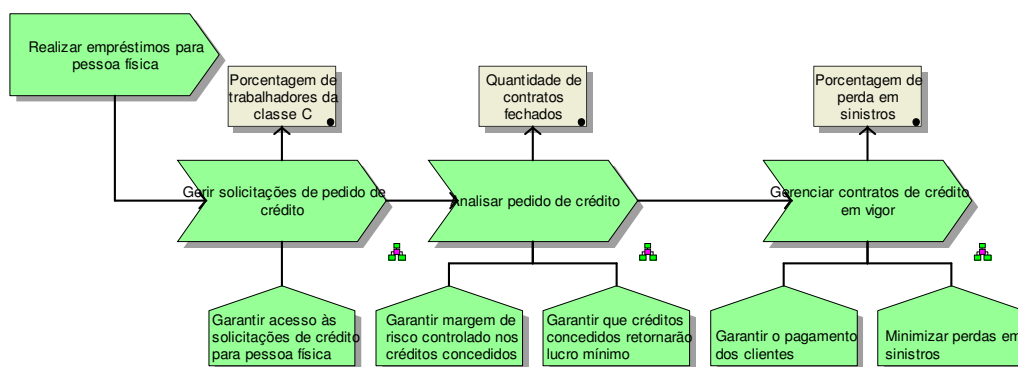 Realizar empréstimos para
pessoa física
Porcentagem de
trabalhadores da
classe C
Quantidade de
contratos
fechados
Porcentagem de
perda em
sinistros
Gerir solicitações de pedido de
crédito
Analisar pedido de crédito
Gerenciar contratos de crédito
em vigor
Garantir acesso às
solicitações de crédito
para pessoa física
Garantir margem de
risco controlado nos
créditos concedidos
Garantir que créditos
concedidos retornarão
lucro mínimo
Garantir o pagamento
dos clientes
Minimizar perdas em
sinistros